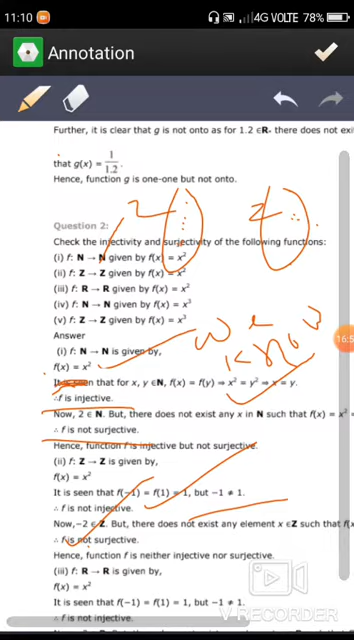 11:10 4G VOLTE 78%
Annotation
Further, it is clear that g is not onto as for 1.2 ∈R, there does not exi
that g(x) = 1/1.2.
Hence, function g is one-one but not onto.
Question 2:
Check the injectivity and surjectivity of the following functions:
(i) f: N → N given by f(x) = x²
(ii) f: Z → Z given by f(x) = x²
(iii) f: R → R given by f(x) = x²
(iv) f: N → N given by f(x) = x³
(v) f: Z → Z given by f(x) = x³
Answer
(i) f: N → N is given by,
we
know
f(x) = x²
16:5
It is seen that for x, y ∈N, f(x) = f(y) ⇒ x² = y² ⇒ x = y.
∴f is injective.
Now, 2 ∈ N. But, there does not exist any x in N such that f(x) = x² =
∴ f is not surjective.
Hence, function f is injective but not surjective.
(ii) f: Z → Z is given by,
f(x) = x²
It is seen that f(−1) = f(1) = 1, but −1 ≠ 1.
∴ f is not injective.
Now,−2 ∈ Z. But, there does not exist any element x ∈Z such that f(x
∴ f is not surjective.
Hence, function f is neither injective nor surjective.
(iii) f: R → R is given by,
f(x) = x²
It is seen that f(−1) = f(1) = 1, but −1 ≠ 1.
∴ f is not injective.
V RECORDER